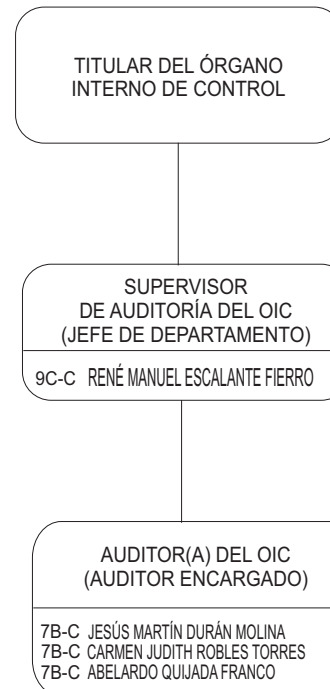 TITULAR DEL ÓRGANO
INTERNO DE CONTROL
SUPERVISOR
DE AUDITORÍA DEL OIC
(JEFE DE DEPARTAMENTO)
9C-C RENÉ MANUEL ESCALANTE FIERRO
AUDITOR(A) DEL OIC
(AUDITOR ENCARGADO)
7B-C JESÚS MARTÍN DURÁN MOLINA
7B-C CARMEN JUDITH ROBLES TORRES
7B-C ABELARDO QUIJADA FRANCO